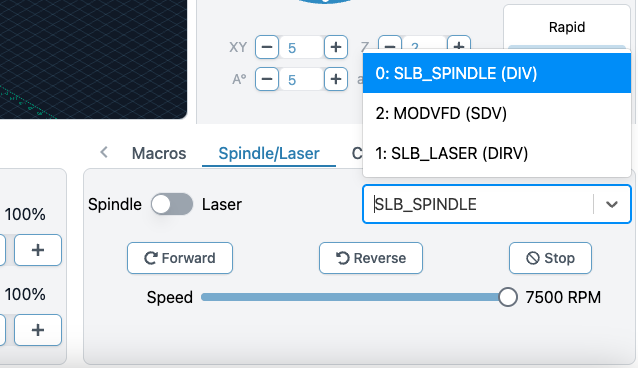 Rapid
XY − 5 + Z − 2 +
A° − 5 + a
0: SLB_SPINDLE (DIV)
2: MODVFD (SDV)
1: SLB_LASER (DIRV)
Macros Spindle/Laser C
100% Spindle Laser SLB_SPINDLE
+
Forward Reverse Stop
100% Speed 7500 RPM
+